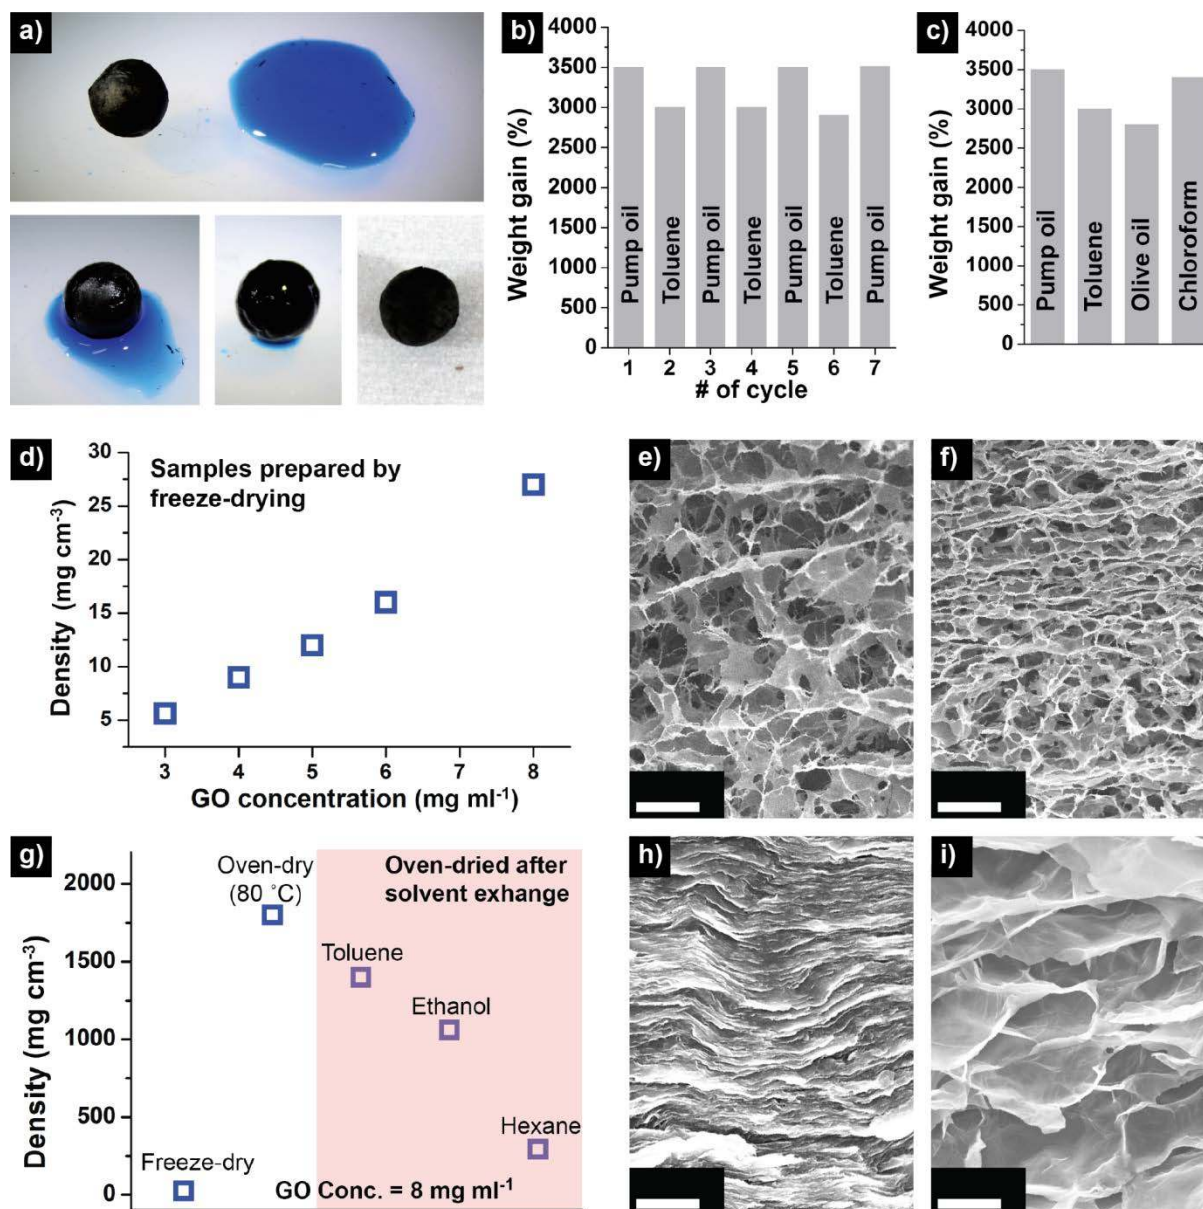 a)
b)
Weight gain (%)
3500
3000
2500
2000
1500
1000
500
0
Pump oil
Toluene
Pump oil
Toluene
Pump oil
Toluene
Pump oil
1 2 3 4 5 6 7
# of cycle
c)
Weight gain (%)
4000
3500
3000
2500
2000
1500
1000
500
0
Pump oil
Toluene
Olive oil
Chloroform
d)
Samples prepared by
freeze-drying
Density (mg cm⁻³)
30
25
20
15
10
5
3 4 5 6 7 8
GO concentration (mg ml⁻¹)
e)
f)
g)
Density (mg cm⁻³)
2000
1500
1000
500
0
Oven-dry
(80 °C)
Oven-dried after
solvent exhange
Toluene
Ethanol
Hexane
Freeze-dry
GO Conc. = 8 mg ml⁻¹
h)
i)